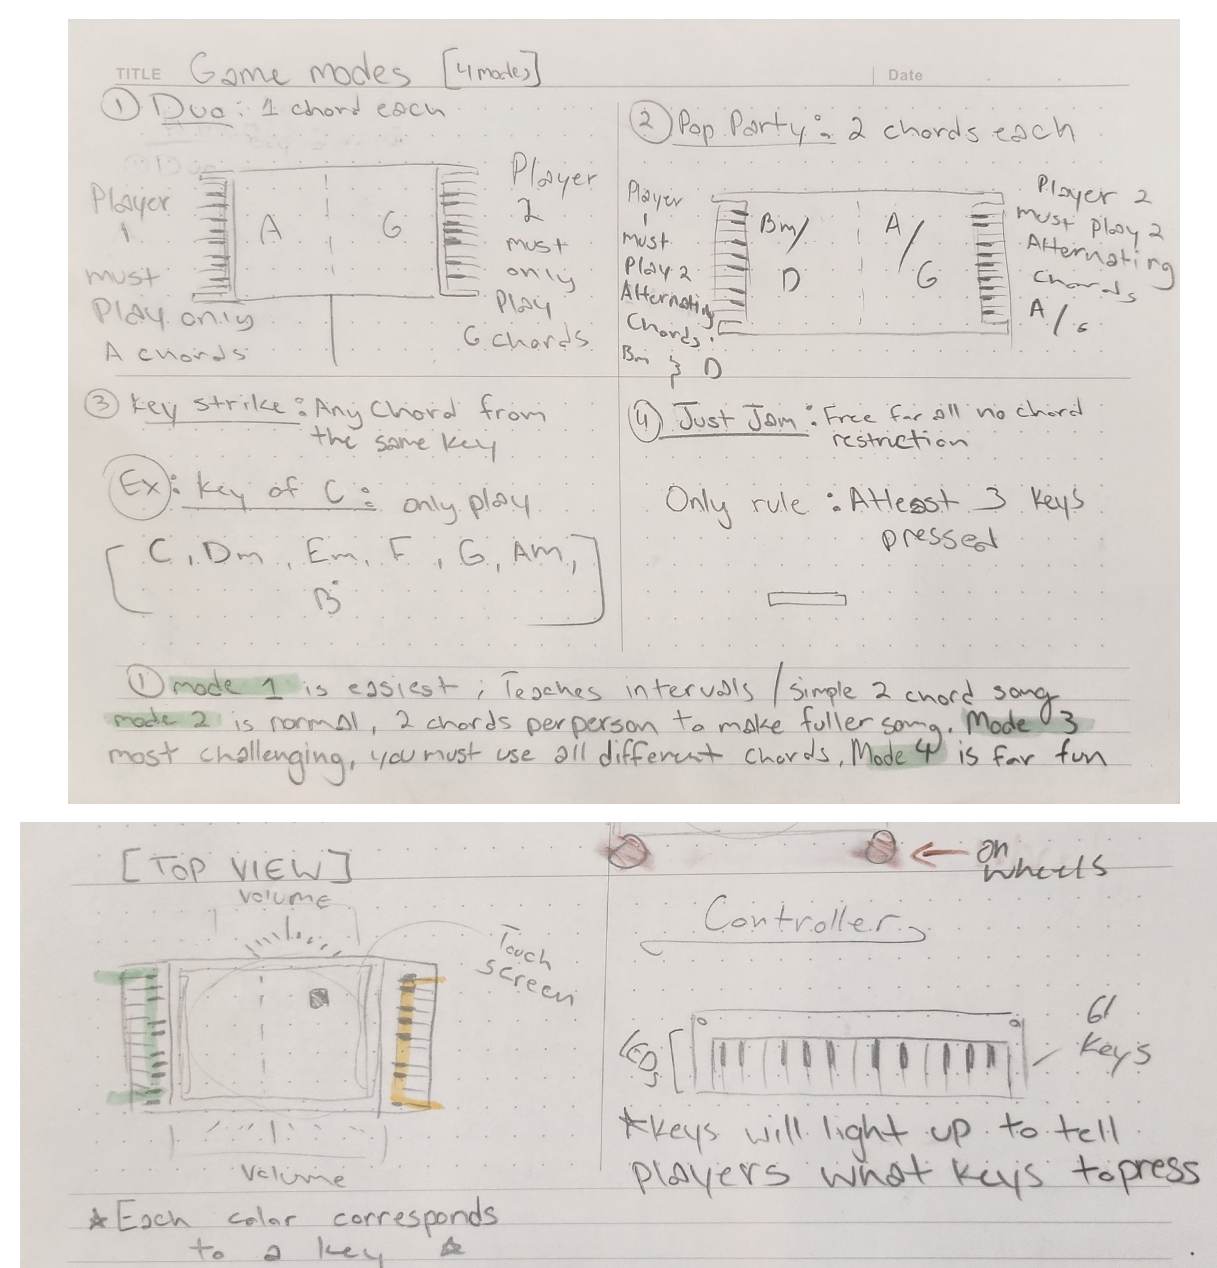 TITLE Game modes [4 modes]
Date
① Duo: 1 chord each
Player
1
must
Play only
A chords
A
G
Player
2
must
only
Play
G chords
② Pop Party: 2 chords each
Player
1
must
Play 2
Alternating
Chords:
Bm } D
Bm/
D
A/
G
Player 2
must Play 2
Alternating
chords
A/G
③ Key strike: Any Chord from
the same key
Ex: Key of C: only play
[C, Dm, Em, F, G, Am,
B°]
④ Just Jam: Free for all no chord
restriction
Only rule: Atleast 3 keys
pressed
① mode 1 is easiest; Teaches intervals / simple 2 chord song
mode 2 is normal, 2 chords per person to make fuller song. Mode 3
most challenging, you must use all different chords, Mode 4 is for fun
[TOP VIEW]
Volume
Touch
screen
Volume
★ Each color corresponds
to a key ★
on
wheels
Controller
LEDs
61
Keys
★ Keys will light up to tell
players what keys to press